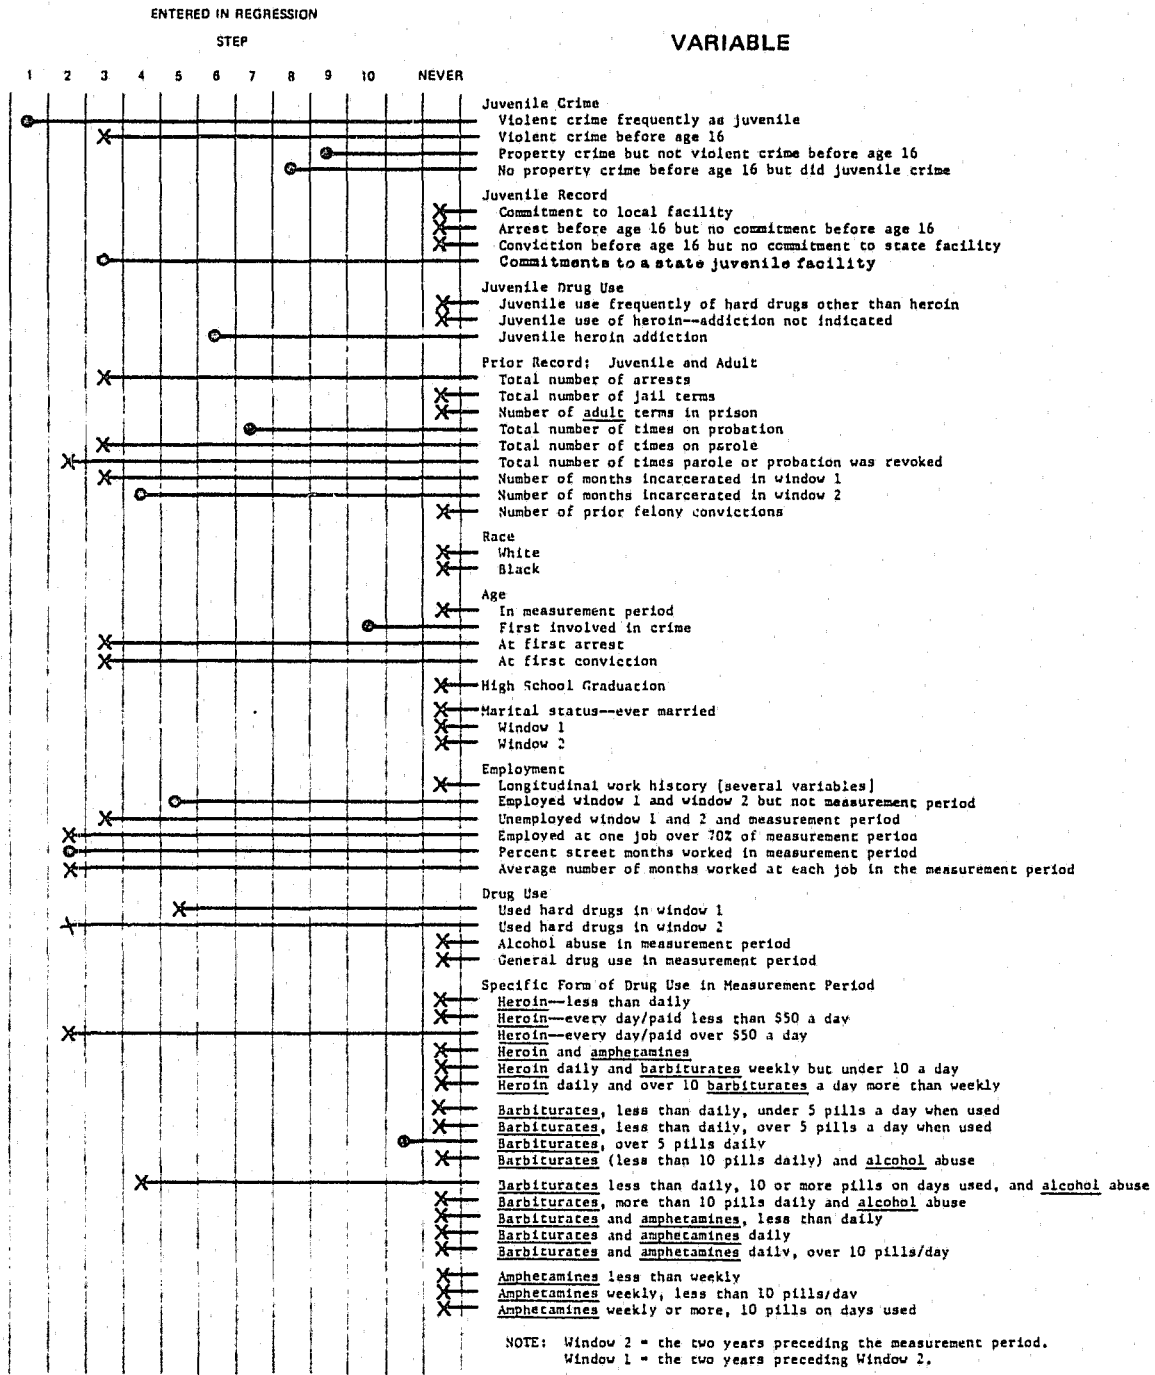 ENTERED IN REGRESSION
STEP
VARIABLE
1 2 3 4 5 6 7 8 9 10 NEVER
Juvenile Crime
Violent crime frequently as juvenile
Violent crime before age 16
Property crime but not violent crime before age 16
No property crime before age 16 but did juvenile crime
Juvenile Record
Commitment to local facility
Arrest before age 16 but no commitment before age 16
Conviction before age 16 but no commitment to state facility
Commitments to a state juvenile facility
Juvenile Drug Use
Juvenile use frequently of hard drugs other than heroin
Juvenile use of heroin--addiction not indicated
Juvenile heroin addiction
Prior Record: Juvenile and Adult
Total number of arrests
Total number of jail terms
Number of adult terms in prison
Total number of times on probation
Total number of times on parole
Total number of times parole or probation was revoked
Number of months incarcerated in window 1
Number of months incarcerated in window 2
Number of prior felony convictions
Race
White
Black
Age
In measurement period
First involved in crime
At first arrest
At first conviction
High School Graduation
Marital status--ever married
Window 1
Window 2
Employment
Longitudinal work history [several variables]
Employed window 1 and window 2 but not measurement period
Unemployed window 1 and 2 and measurement period
Employed at one job over 70% of measurement period
Percent street months worked in measurement period
Average number of months worked at each job in the measurement period
Drug Use
Used hard drugs in window 1
Used hard drugs in window 2
Alcohol abuse in measurement period
General drug use in measurement period
Specific Form of Drug Use in Measurement Period
Heroin--less than daily
Heroin--every day/paid less than $50 a day
Heroin--every day/paid over $50 a day
Heroin and amphetamines
Heroin daily and barbiturates weekly but under 10 a day
Heroin daily and over 10 barbiturates a day more than weekly
Barbiturates, less than daily, under 5 pills a day when used
Barbiturates, less than daily, over 5 pills a day when used
Barbiturates, over 5 pills daily
Barbiturates (less than 10 pills daily) and alcohol abuse
Barbiturates less than daily, 10 or more pills on days used, and alcohol abuse
Barbiturates, more than 10 pills daily and alcohol abuse
Barbiturates and amphetamines, less than daily
Barbiturates and amphetamines daily
Barbiturates and amphetamines daily, over 10 pills/day
Amphetamines less than weekly
Amphetamines weekly, less than 10 pills/day
Amphetamines weekly or more, 10 pills on days used
NOTE: Window 2 = the two years preceding the measurement period.
Window 1 = the two years preceding Window 2.